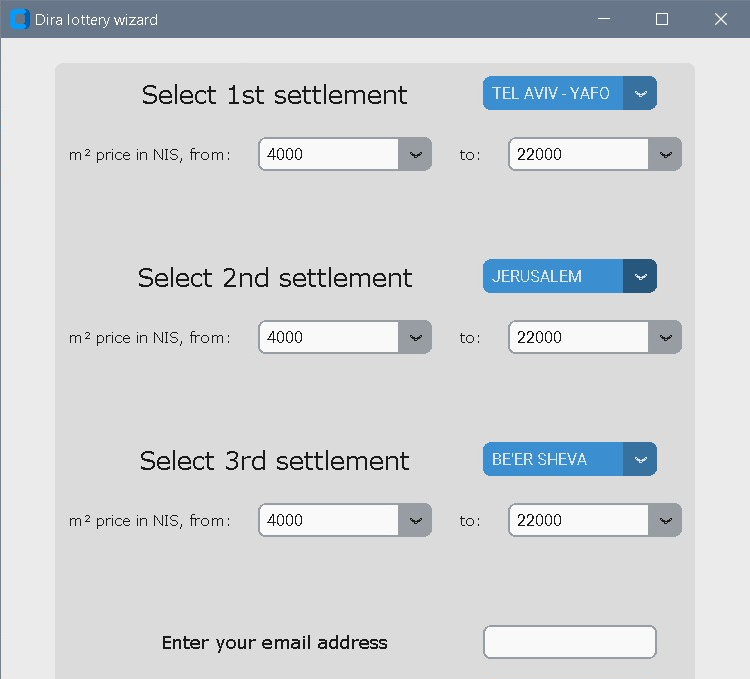 Dira lottery wizard
Select 1st settlement TEL AVIV - YAFO
m² price in NIS, from: 4000 to: 22000
Select 2nd settlement JERUSALEM
m² price in NIS, from: 4000 to: 22000
Select 3rd settlement BE'ER SHEVA
m² price in NIS, from: 4000 to: 22000
Enter your email address